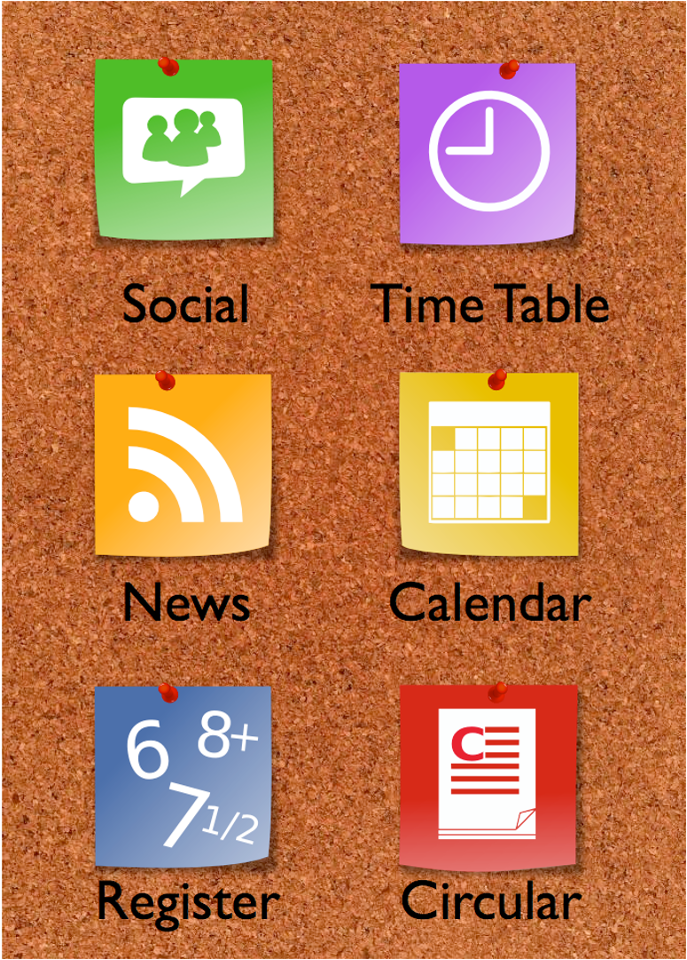 Social
Time Table
News
Calendar
6 8+
7 1/2
Register
C
Circular